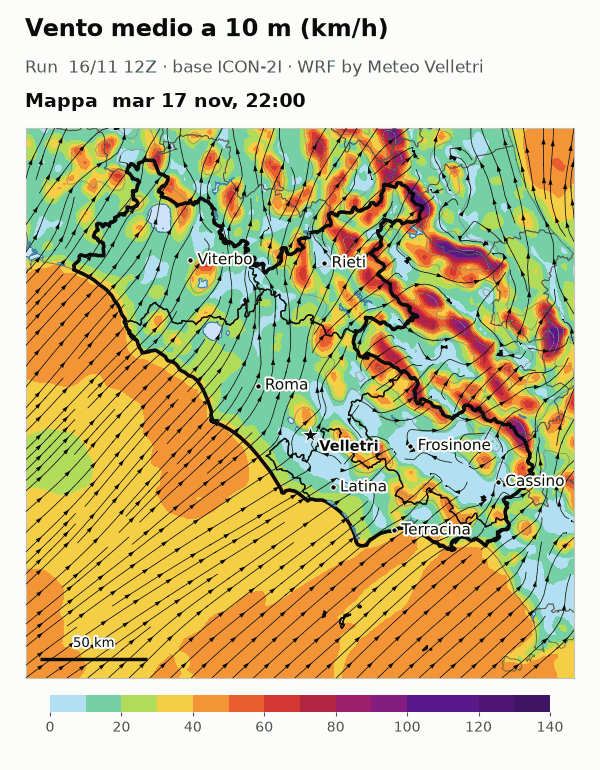 Vento medio a 10 m (km/h)
Run 16/11 12Z · base ICON-2I · WRF by Meteo Velletri
Mappa mar 17 nov, 22:00
Viterbo
Rieti
Roma
Velletri
Frosinone
Latina
Cassino
Terracina
50 km
0 20 40 60 80 100 120 140